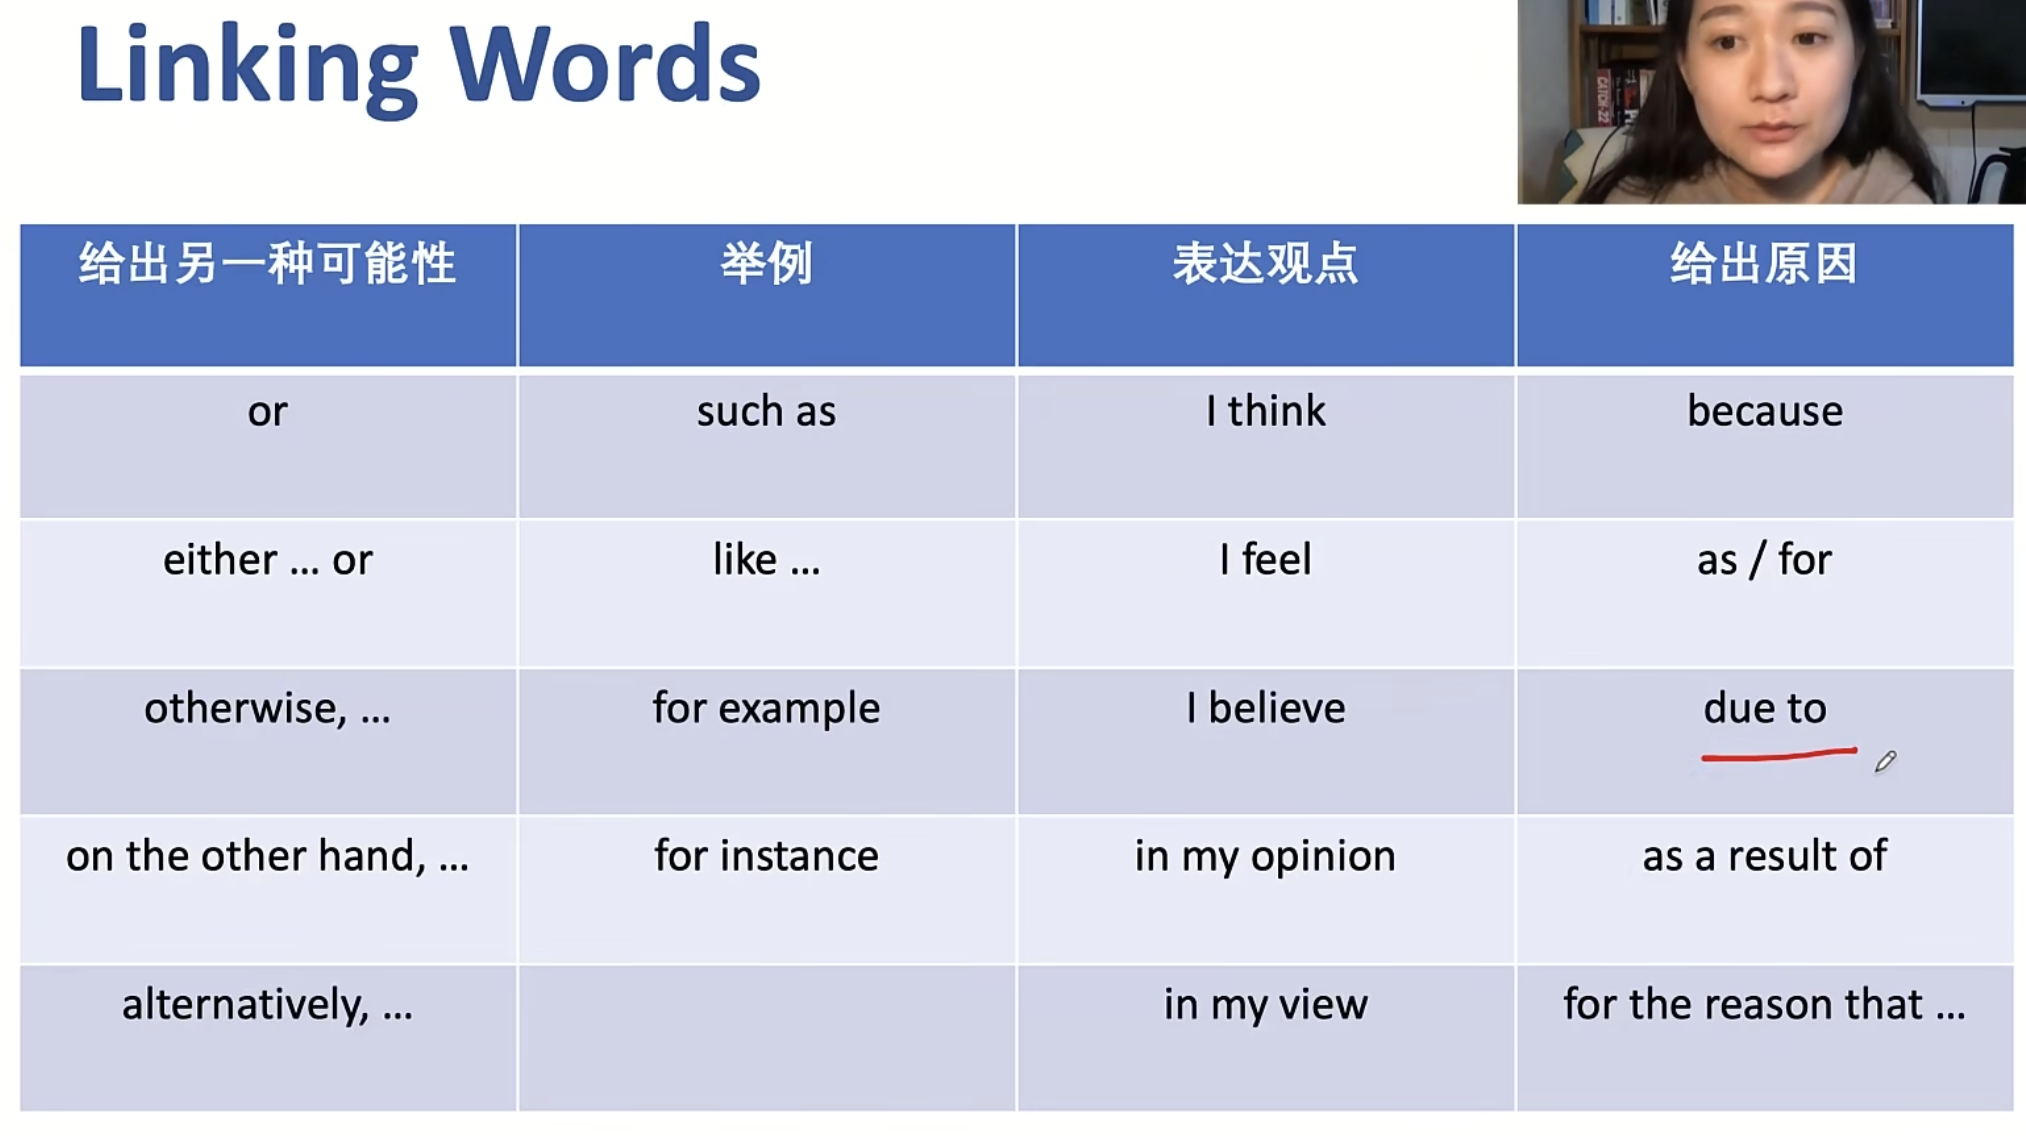 Linking Words
给出另一种可能性 举例 表达观点 给出原因
or such as I think because
either ... or like ... I feel as / for
otherwise, ... for example I believe due to
on the other hand, ... for instance in my opinion as a result of
alternatively, ... in my view for the reason that ...
CATCH-22